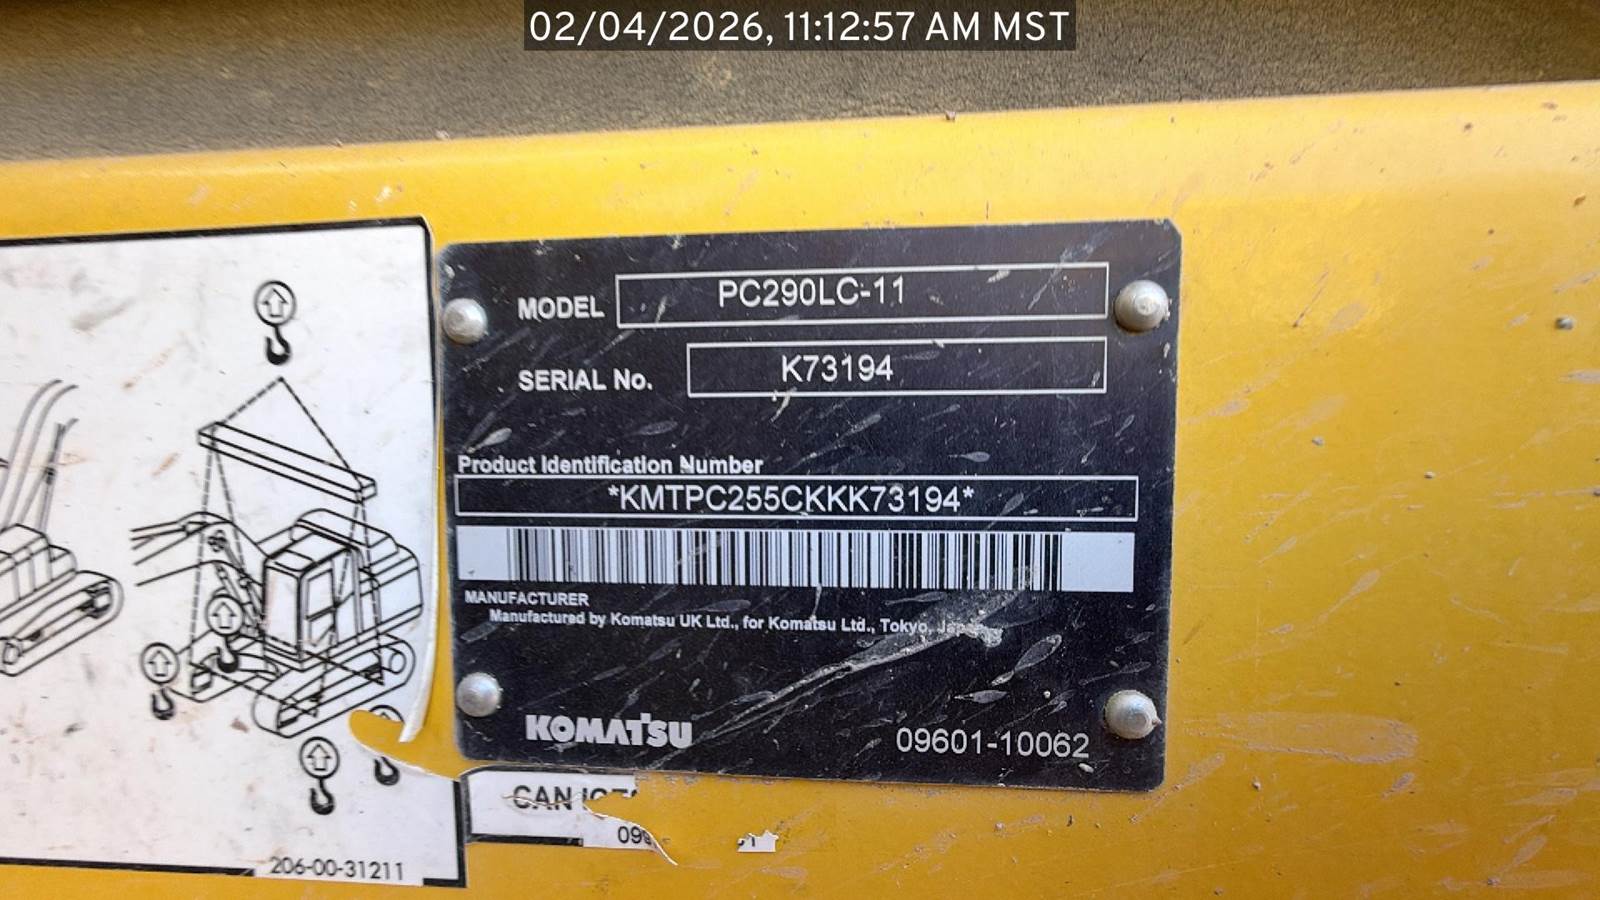 02/04/2026, 11:12:57 AM MST
MODEL PC290LC-11
SERIAL No. K73194
Product Identification Number
*KMTPC255CKKK73194*
MANUFACTURER
Manufactured by Komatsu UK Ltd., for Komatsu Ltd., Tokyo,
KOMATSU
09601-10062
CAN
206-00-31211